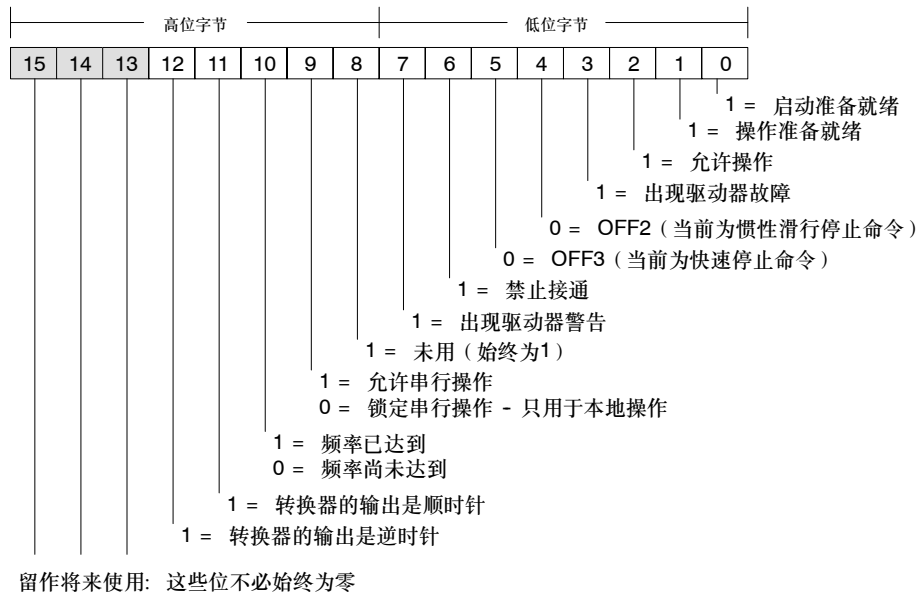 高位字节 低位字节
15 14 13 12 11 10 9 8 7 6 5 4 3 2 1 0
1 = 启动准备就绪
1 = 操作准备就绪
1 = 允许操作
1 = 出现驱动器故障
0 = OFF2（当前为惯性滑行停止命令）
0 = OFF3（当前为快速停止命令）
1 = 禁止接通
1 = 出现驱动器警告
1 = 未用（始终为1）
1 = 允许串行操作
0 = 锁定串行操作 - 只用于本地操作
1 = 频率已达到
0 = 频率尚未达到
1 = 转换器的输出是顺时针
1 = 转换器的输出是逆时针
留作将来使用: 这些位不必始终为零